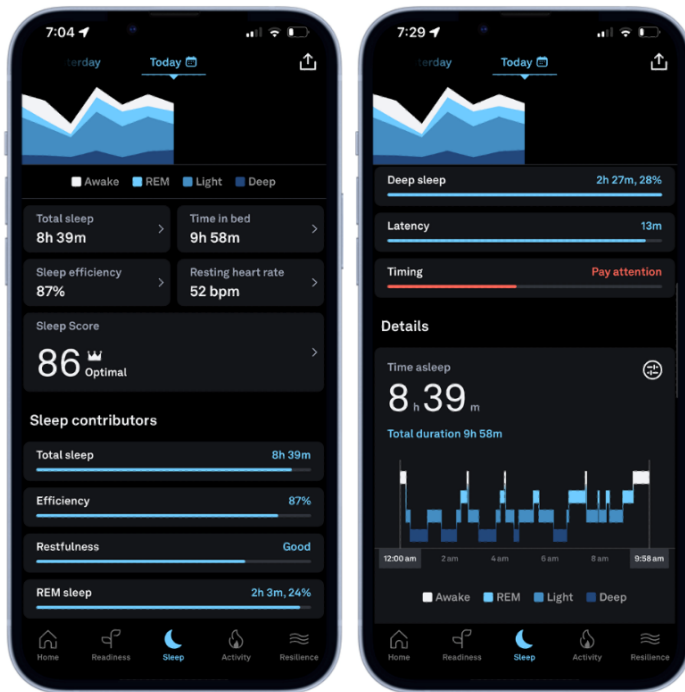 7:04
terday
Today
Awake
REM
Light
Deep
Total sleep
8h 39m
Time in bed
9h 58m
Sleep efficiency
87%
Resting heart rate
52 bpm
Sleep Score
86
Optimal
Sleep contributors
Total sleep
8h 39m
Efficiency
87%
Restfulness
Good
REM sleep
2h 3m, 24%
Home
Readiness
Sleep
Activity
Resilience
7:29
terday
Today
Deep sleep
2h 27m, 28%
Latency
13m
Timing
Pay attention
Details
Time asleep
8 h 39 m
Total duration 9h 58m
12:00 am
2 am
4 am
6 am
8 am
9:58 am
Awake
REM
Light
Deep
Home
Readiness
Sleep
Activity
Resilience